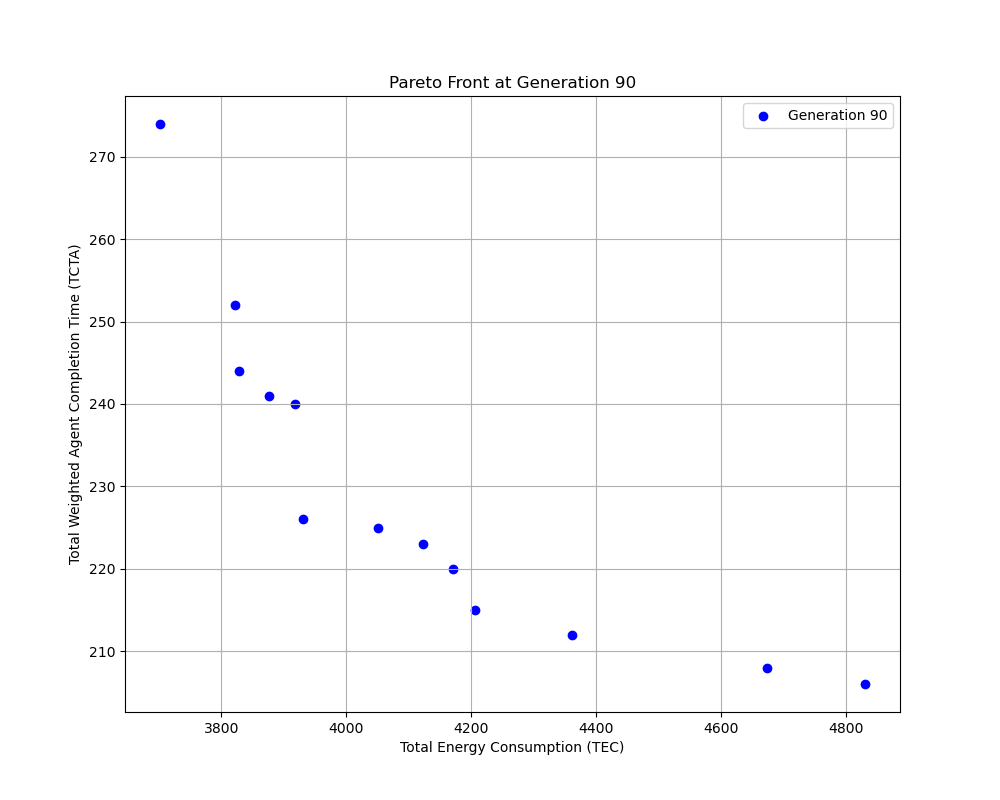 Pareto Front at Generation 90
Generation 90
270
260
250
240
230
220
210
Total Weighted Agent Completion Time (TCTA)
3800 4000 4200 4400 4600 4800
Total Energy Consumption (TEC)